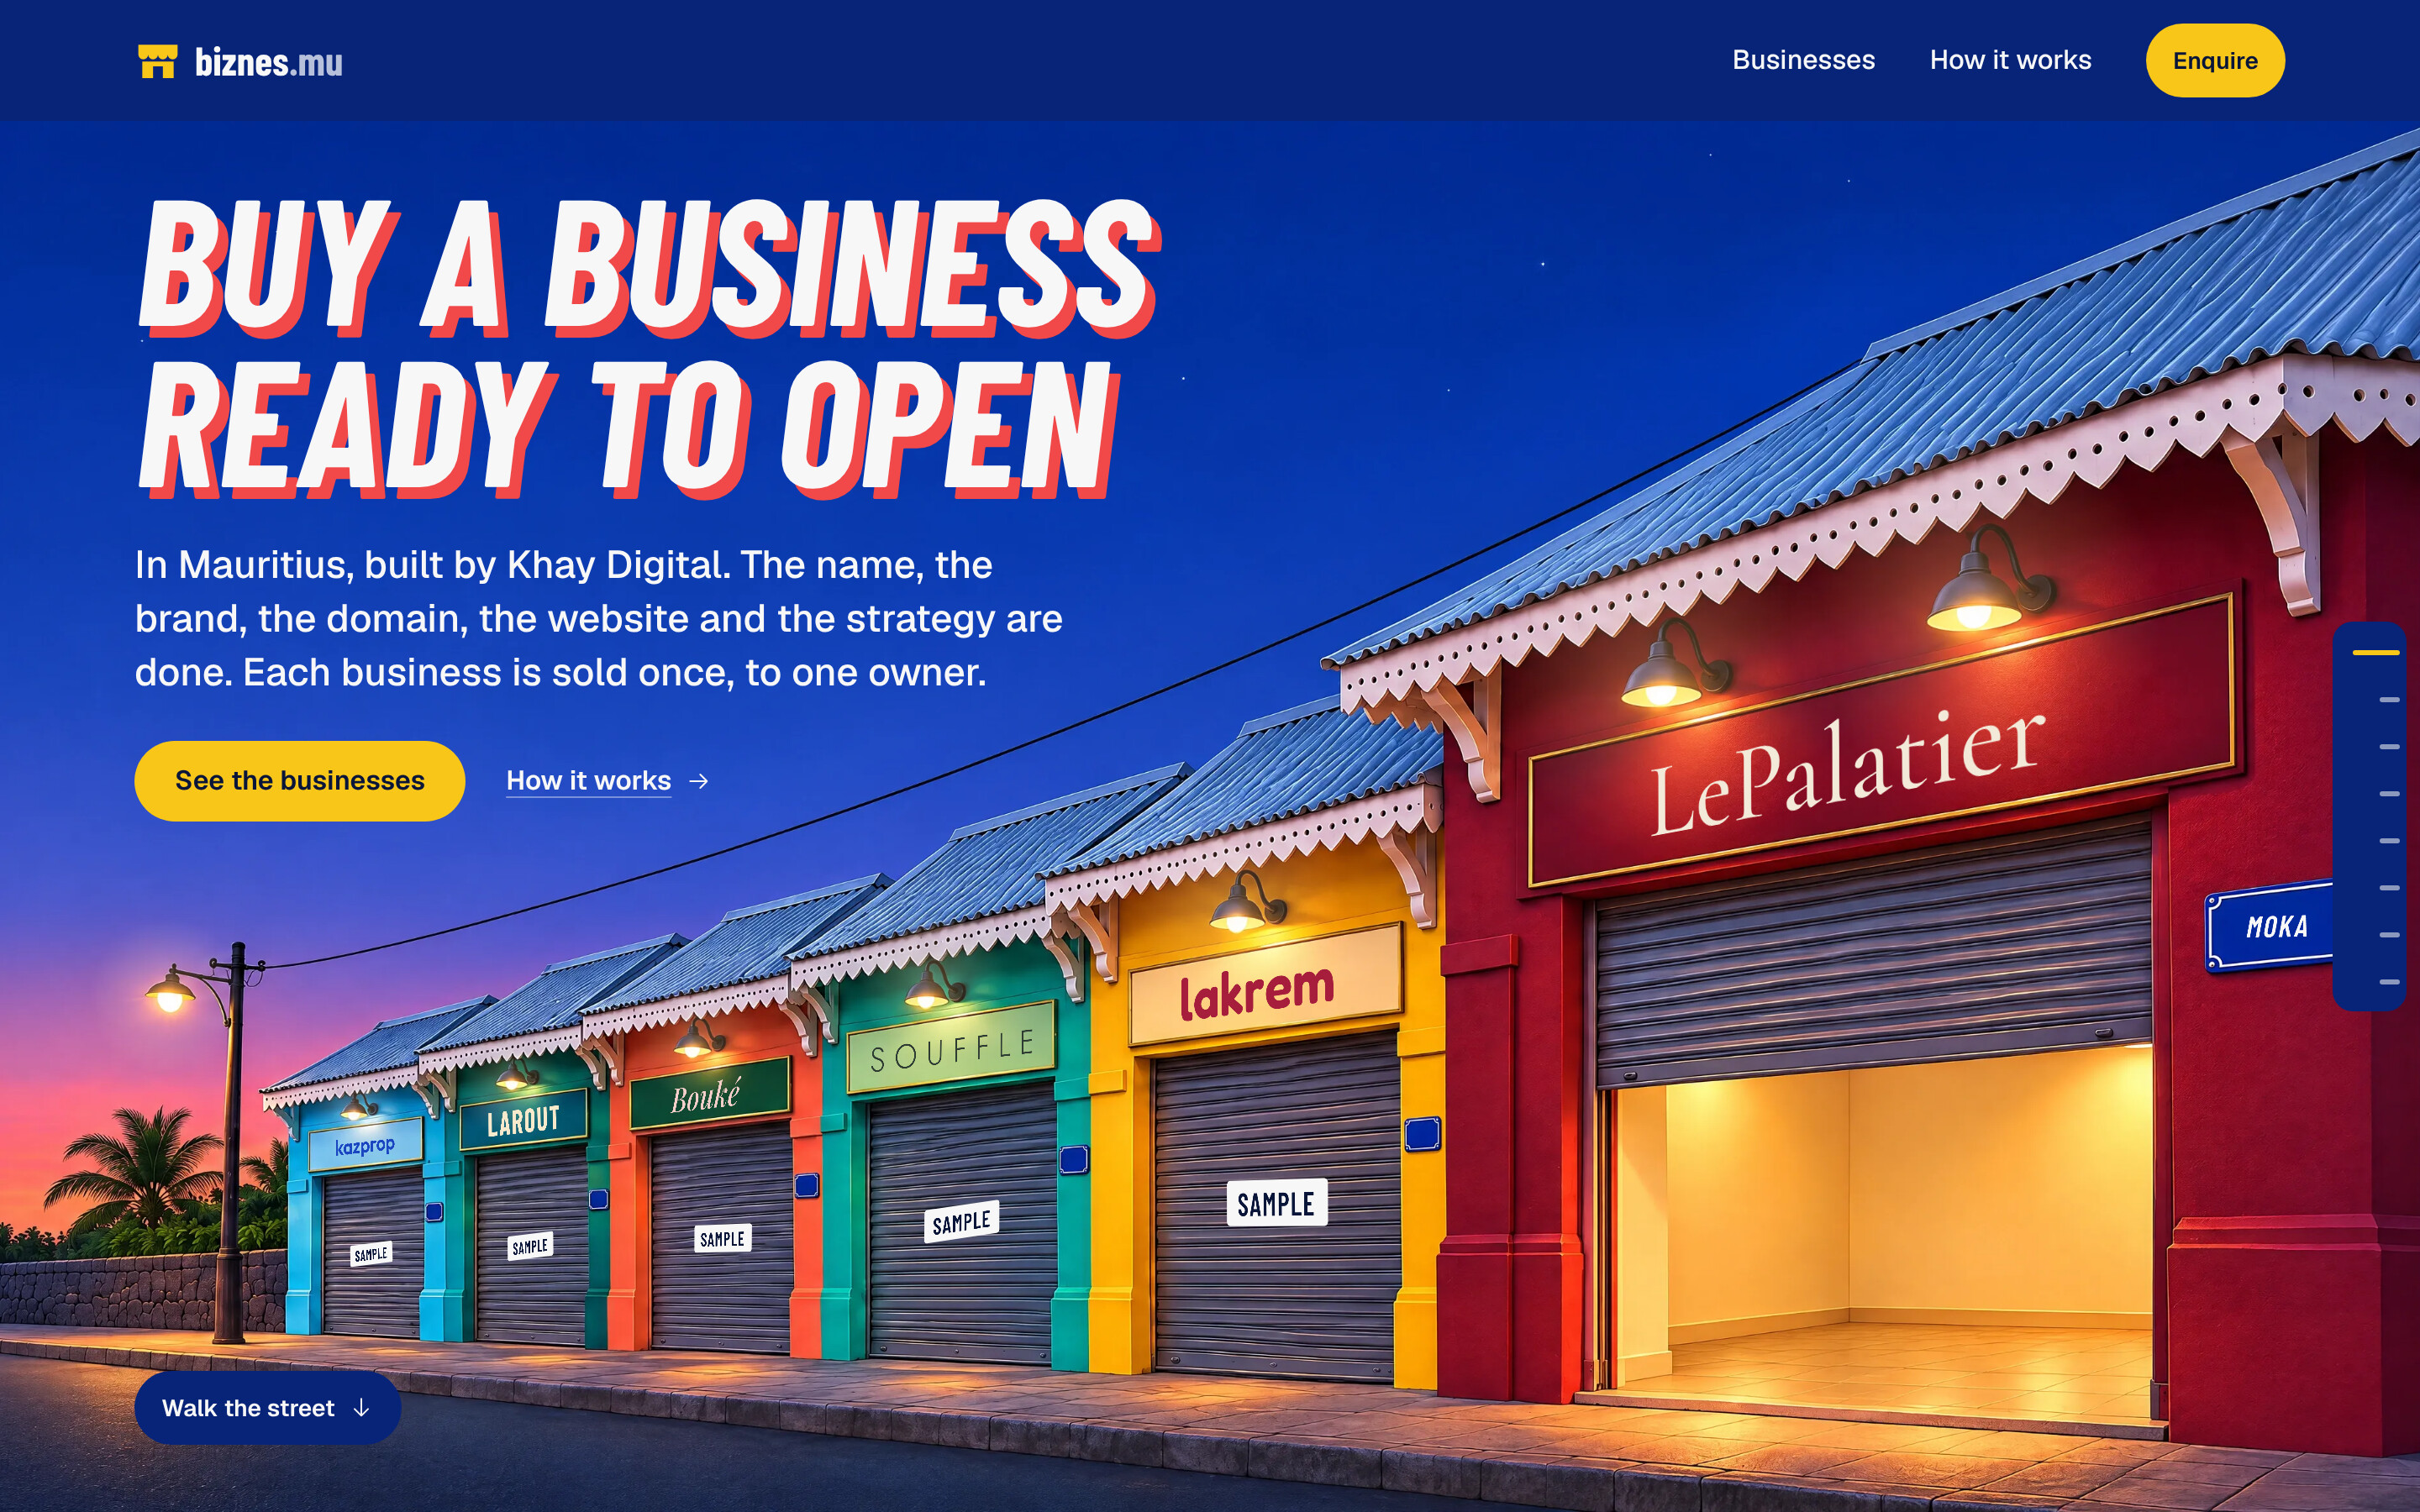 biznes.mu
Businesses
How it works
Enquire
BUY A BUSINESS
READY TO OPEN
In Mauritius, built by Khay Digital. The name, the
brand, the domain, the website and the strategy are
done. Each business is sold once, to one owner.
See the businesses
How it works →
LePalatier
MOKA
lakrem
SOUFFLE
Bouké
LAROUT
kazprop
SAMPLE
SAMPLE
SAMPLE
SAMPLE
SAMPLE
Walk the street ↓